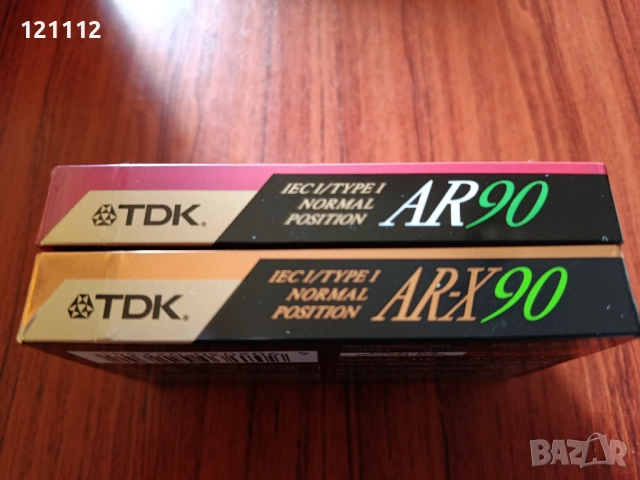 121112
TDK.
IEC I/TYPE I
NORMAL
POSITION
AR90
TDK.
IEC I/TYPE I
NORMAL
POSITION
AR-X90
BAZAR